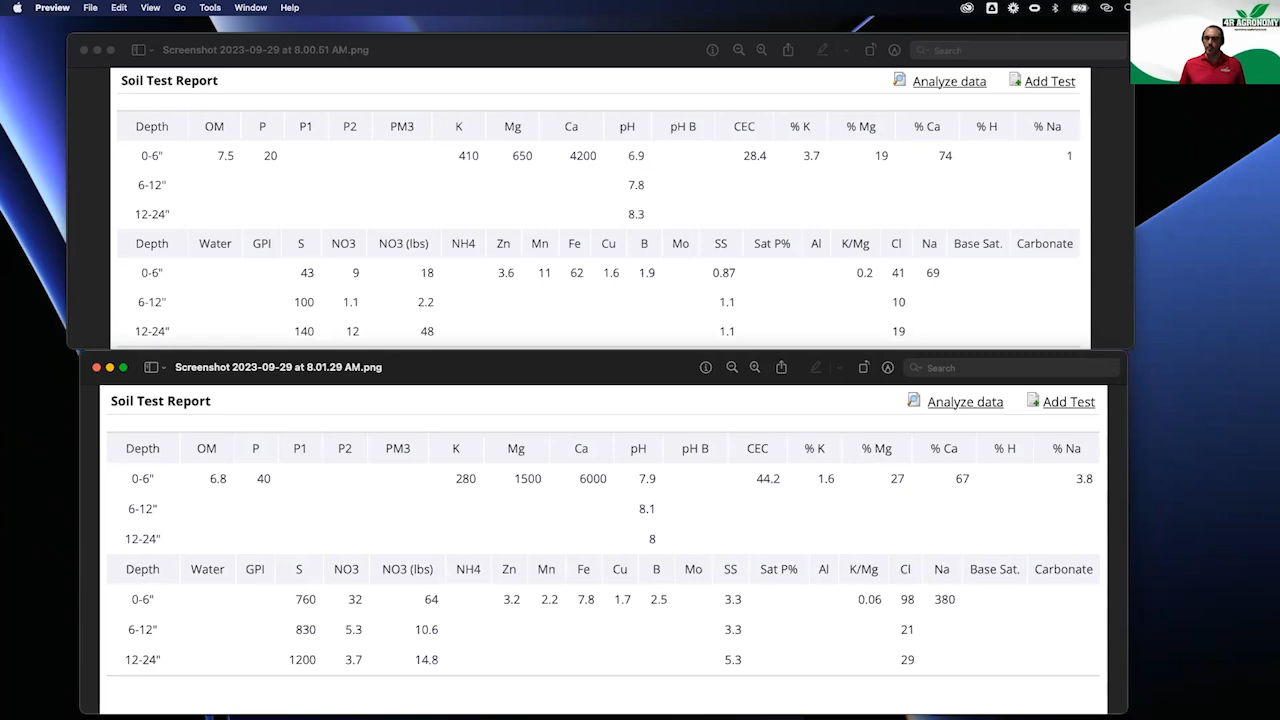 Preview File Edit View Go Tools Window Help
4R AGRONOMY
Screenshot 2023-09-29 at 8.00.51 AM.png
Search
Soil Test Report Analyze data Add Test
Depth OM P P1 P2 PM3 K Mg Ca pH pH B CEC % K % Mg % Ca % H % Na
0-6" 7.5 20 410 650 4200 6.9 28.4 3.7 19 74 1
6-12" 7.8
12-24" 8.3
Depth Water GPI S NO3 NO3 (lbs) NH4 Zn Mn Fe Cu B Mo SS Sat P% Al K/Mg Cl Na Base Sat. Carbonate
0-6" 43 9 18 3.6 11 62 1.6 1.9 0.87 0.2 41 69
6-12" 100 1.1 2.2 1.1 10
12-24" 140 12 48 1.1 19
Screenshot 2023-09-29 at 8.01.29 AM.png
Search
Soil Test Report Analyze data Add Test
Depth OM P P1 P2 PM3 K Mg Ca pH pH B CEC % K % Mg % Ca % H % Na
0-6" 6.8 40 280 1500 6000 7.9 44.2 1.6 27 67 3.8
6-12" 8.1
12-24" 8
Depth Water GPI S NO3 NO3 (lbs) NH4 Zn Mn Fe Cu B Mo SS Sat P% Al K/Mg Cl Na Base Sat. Carbonate
0-6" 760 32 64 3.2 2.2 7.8 1.7 2.5 3.3 0.06 98 380
6-12" 830 5.3 10.6 3.3 21
12-24" 1200 3.7 14.8 5.3 29